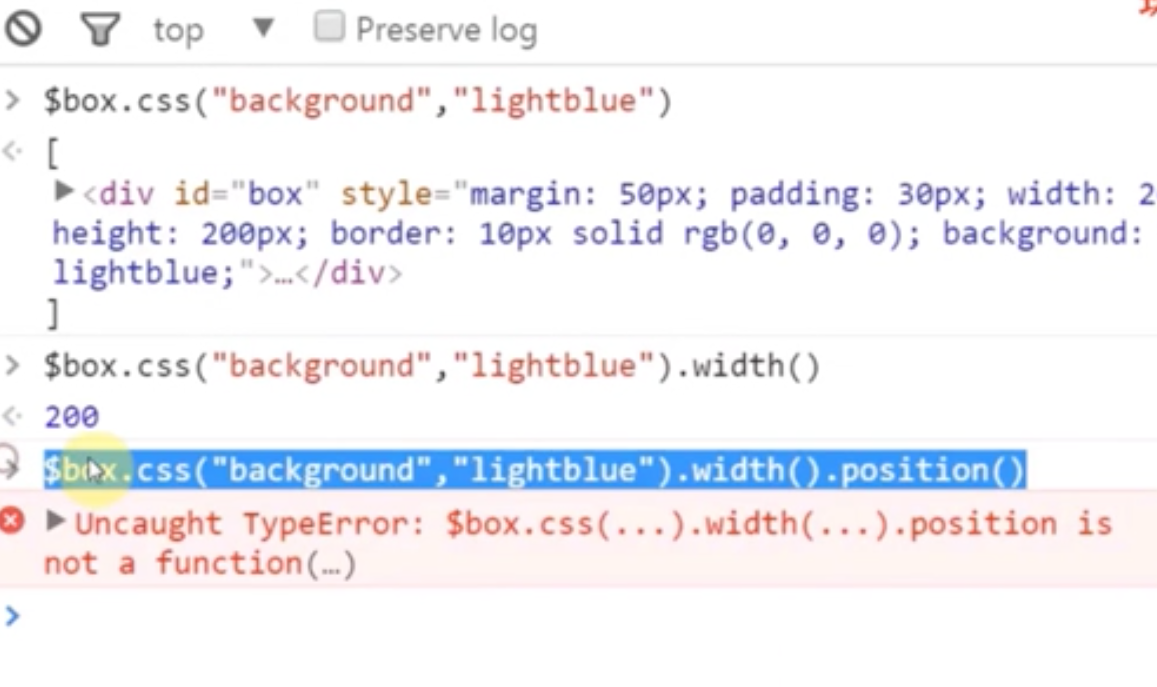 top ▼ Preserve log
> $box.css("background","lightblue")
[
▶<div id="box" style="margin: 50px; padding: 30px; width: 2
height: 200px; border: 10px solid rgb(0, 0, 0); background:
lightblue;">…</div>
]
> $box.css("background","lightblue").width()
200
> $box.css("background","lightblue").width().position()
▶Uncaught TypeError: $box.css(...).width(...).position is
not a function(…)
>